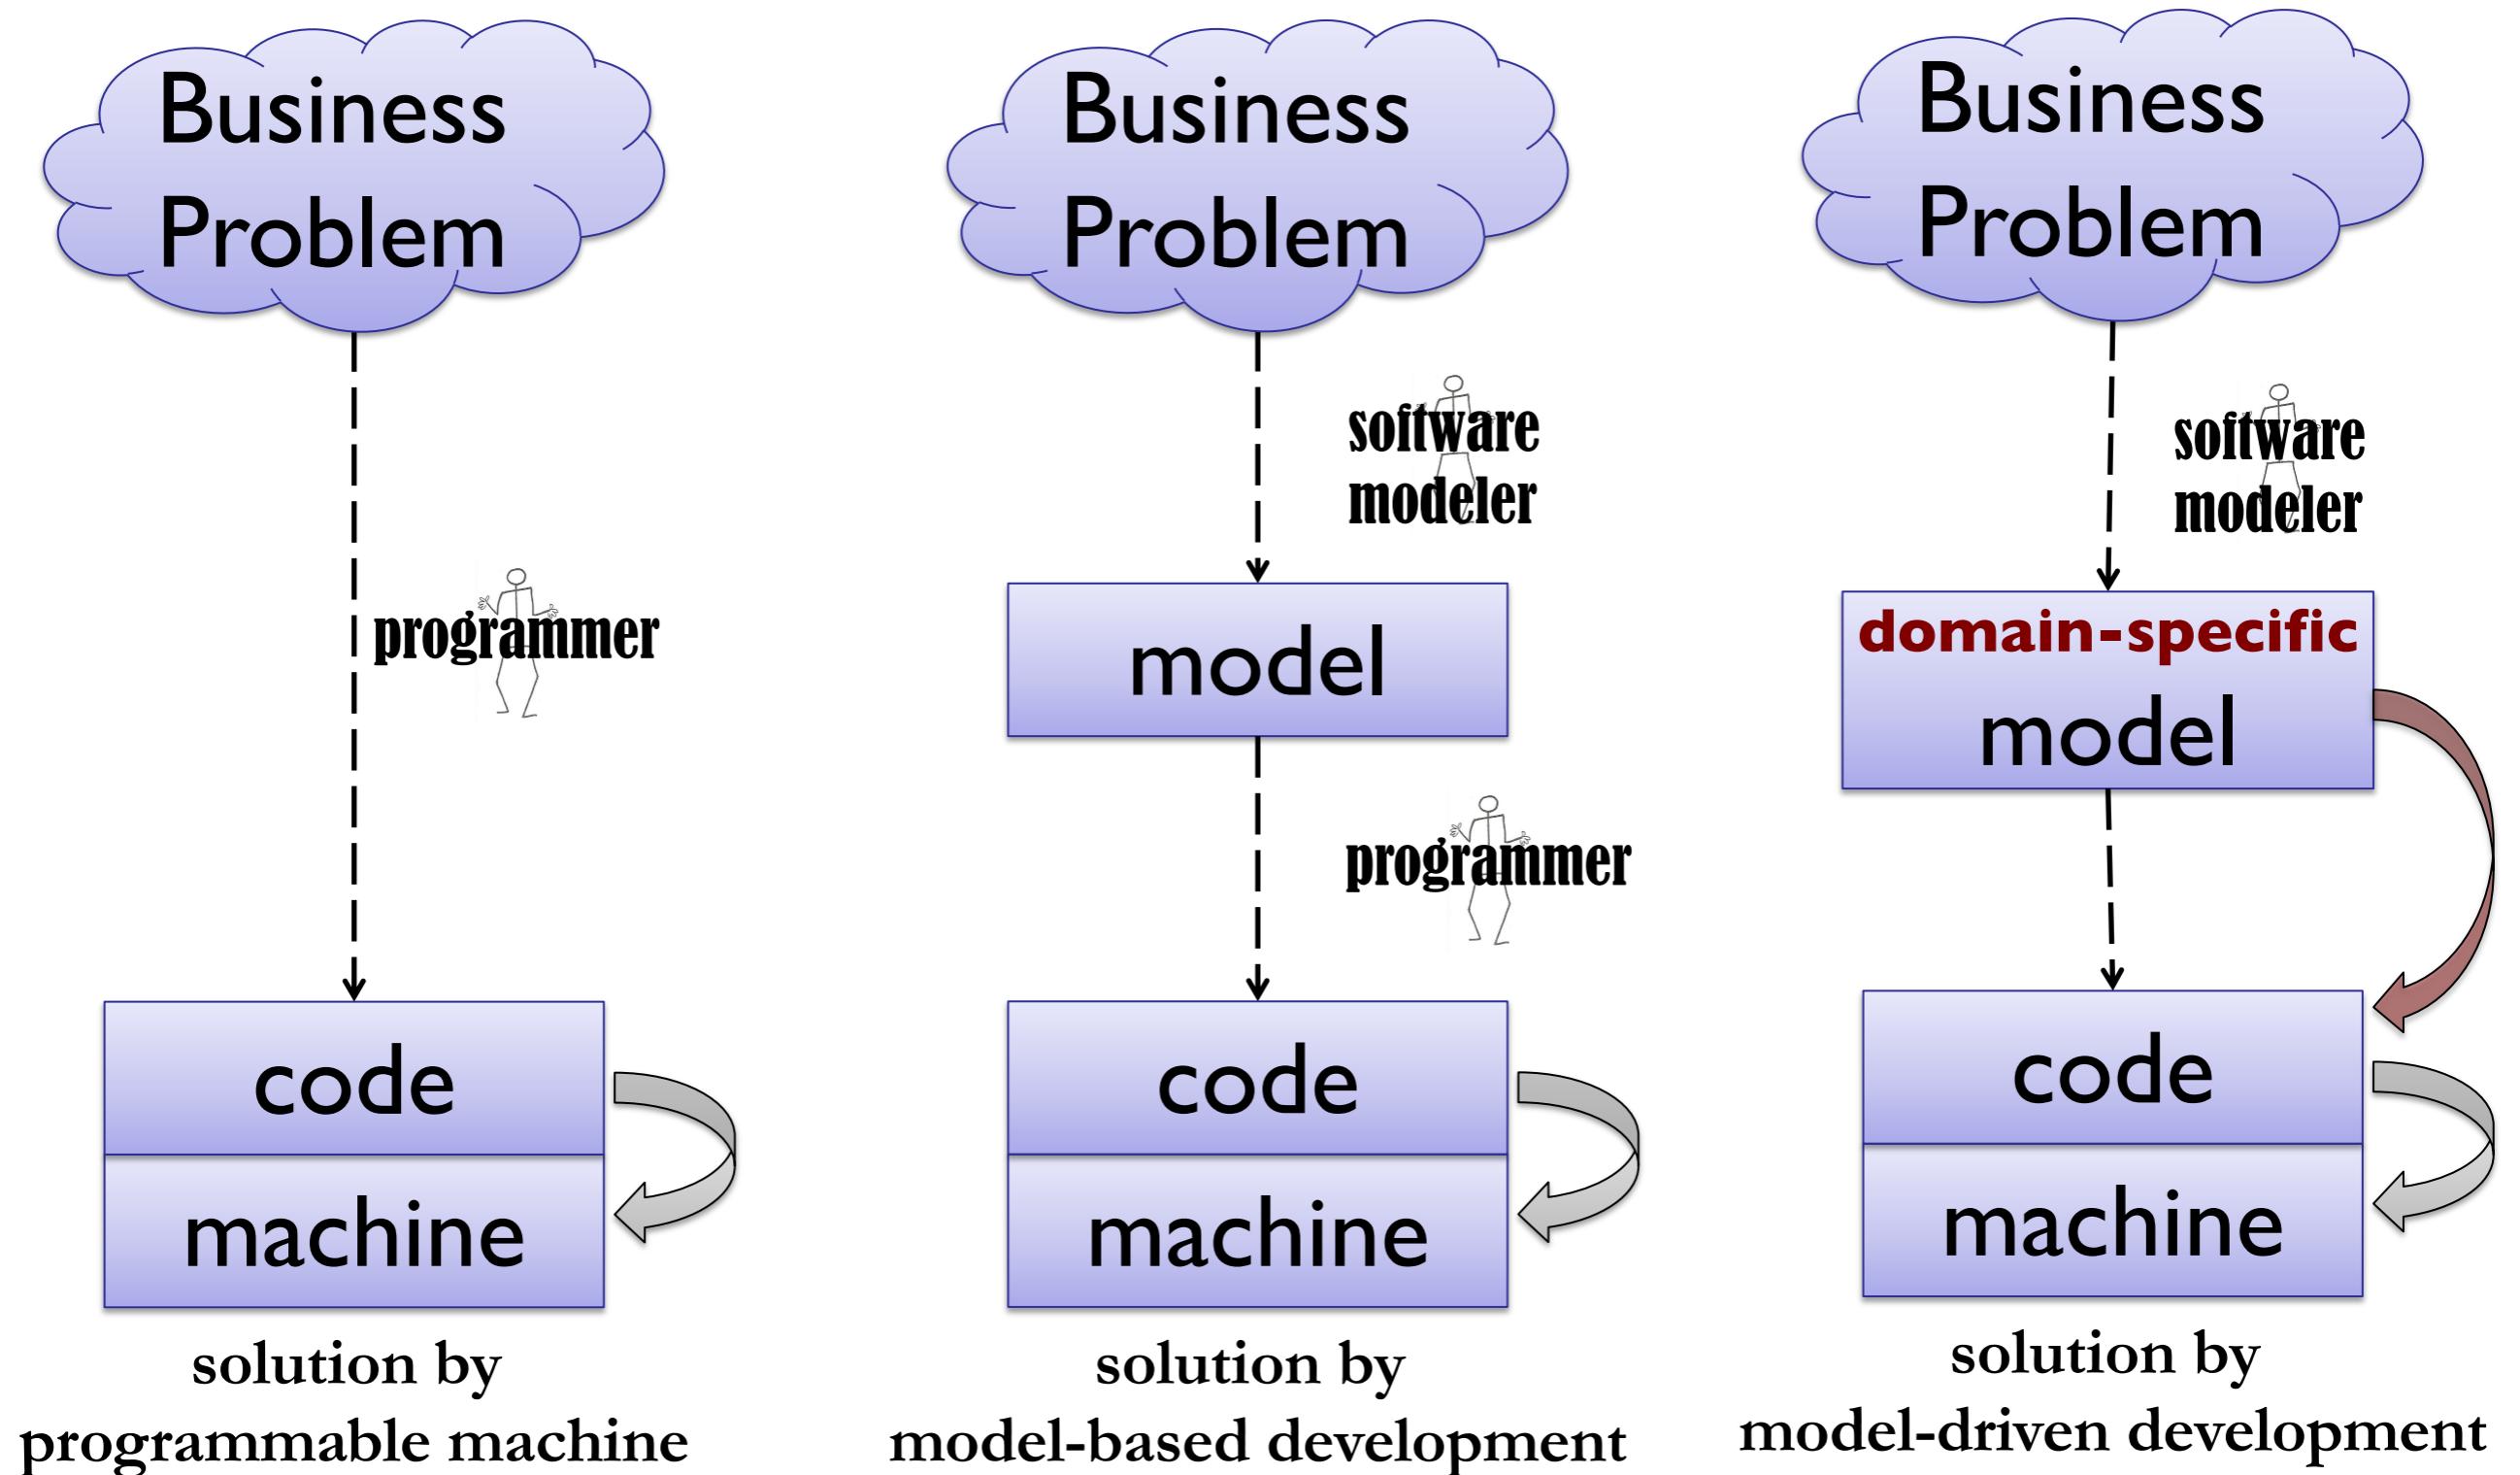 Business
Problem
programmer
code
machine
solution by
programmable machine
Business
Problem
software
modeler
model
programmer
code
machine
solution by
model-based development
Business
Problem
software
modeler
domain-specific
model
code
machine
solution by
model-driven development